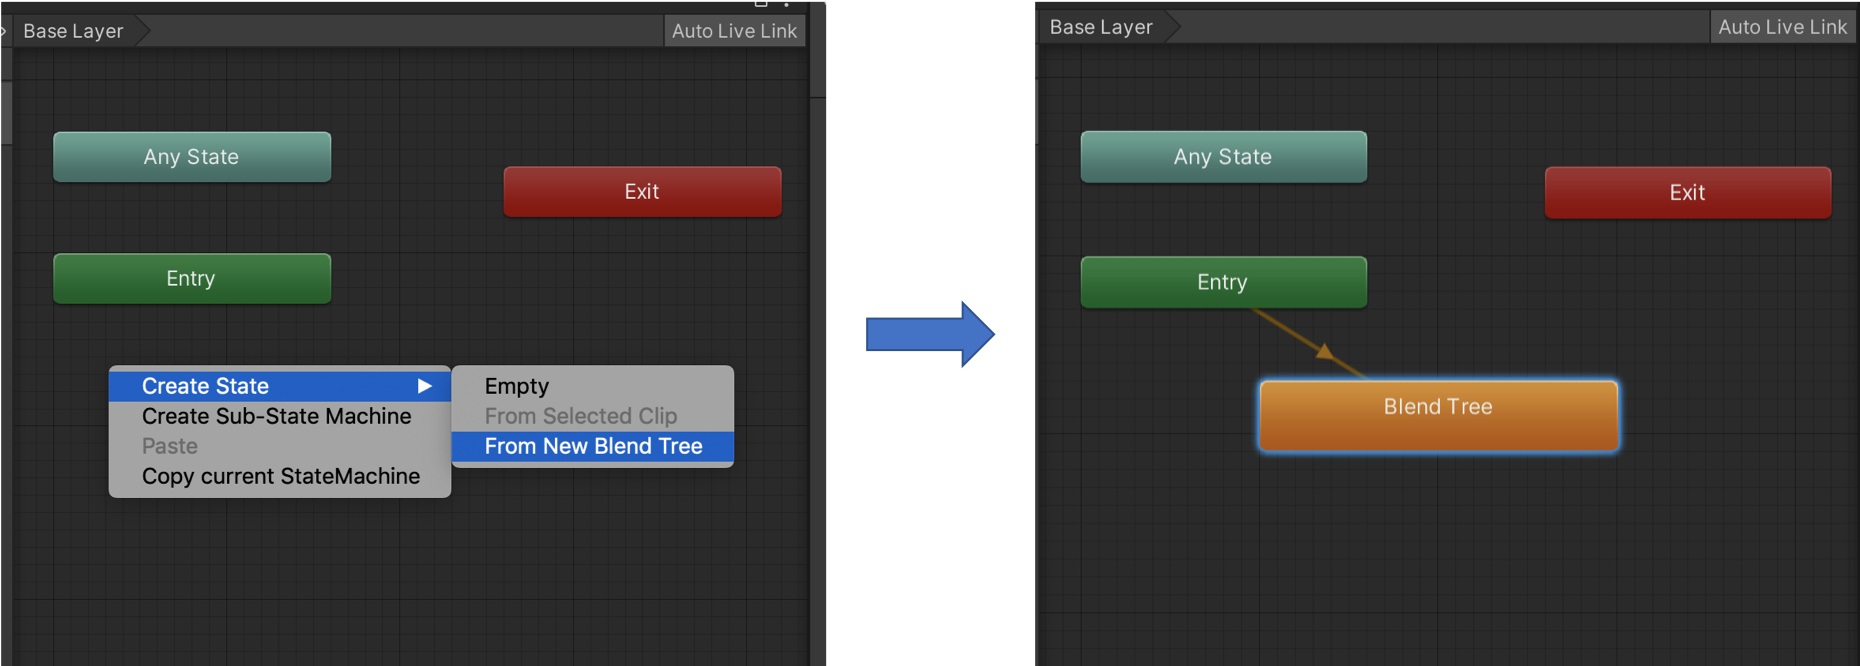 Base Layer
Auto Live Link
Any State
Exit
Entry
Create State
Create Sub-State Machine
Paste
Copy current StateMachine
Empty
From Selected Clip
From New Blend Tree
Base Layer
Auto Live Link
Any State
Exit
Entry
Blend Tree